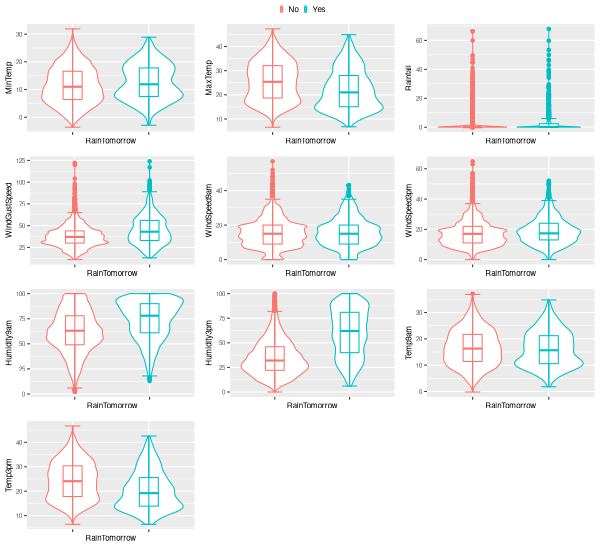 No Yes
MinTemp
30
20
10
0
RainTomorrow
MaxTemp
40
30
20
10
RainTomorrow
Rainfall
60
40
20
0
RainTomorrow
WindGustSpeed
125
100
75
50
25
RainTomorrow
WindSpeed9am
40
20
0
RainTomorrow
WindSpeed3pm
60
40
20
0
RainTomorrow
Humidity9am
100
75
50
25
0
RainTomorrow
Humidity3pm
100
75
50
25
0
RainTomorrow
Temp9am
30
20
10
0
RainTomorrow
Temp3pm
40
30
20
10
RainTomorrow